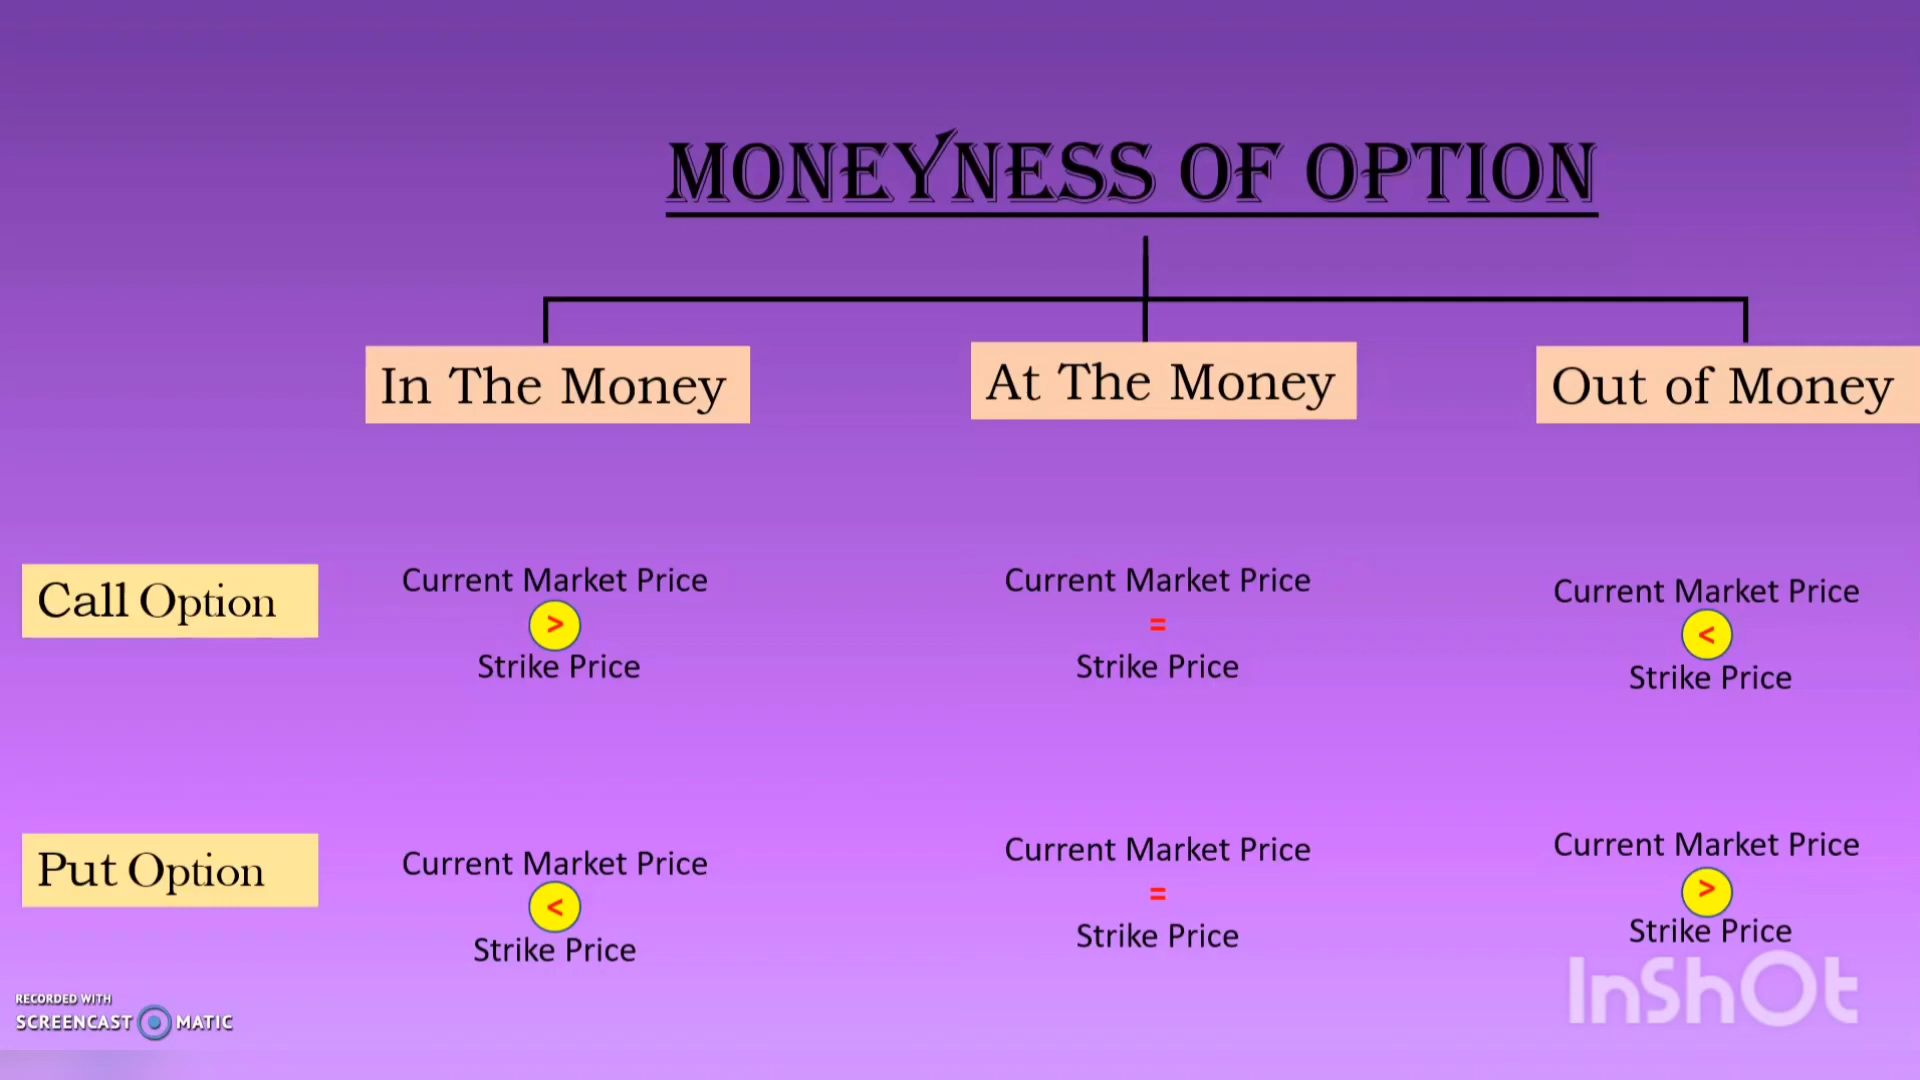 MONEYNESS OF OPTION
In The Money
At The Money
Out of Money
Call Option
Current Market Price
>
Strike Price
Current Market Price
=
Strike Price
Current Market Price
<
Strike Price
Put Option
Current Market Price
<
Strike Price
Current Market Price
=
Strike Price
Current Market Price
>
Strike Price
RECORDED WITH
SCREENCAST MATIC
InShOt